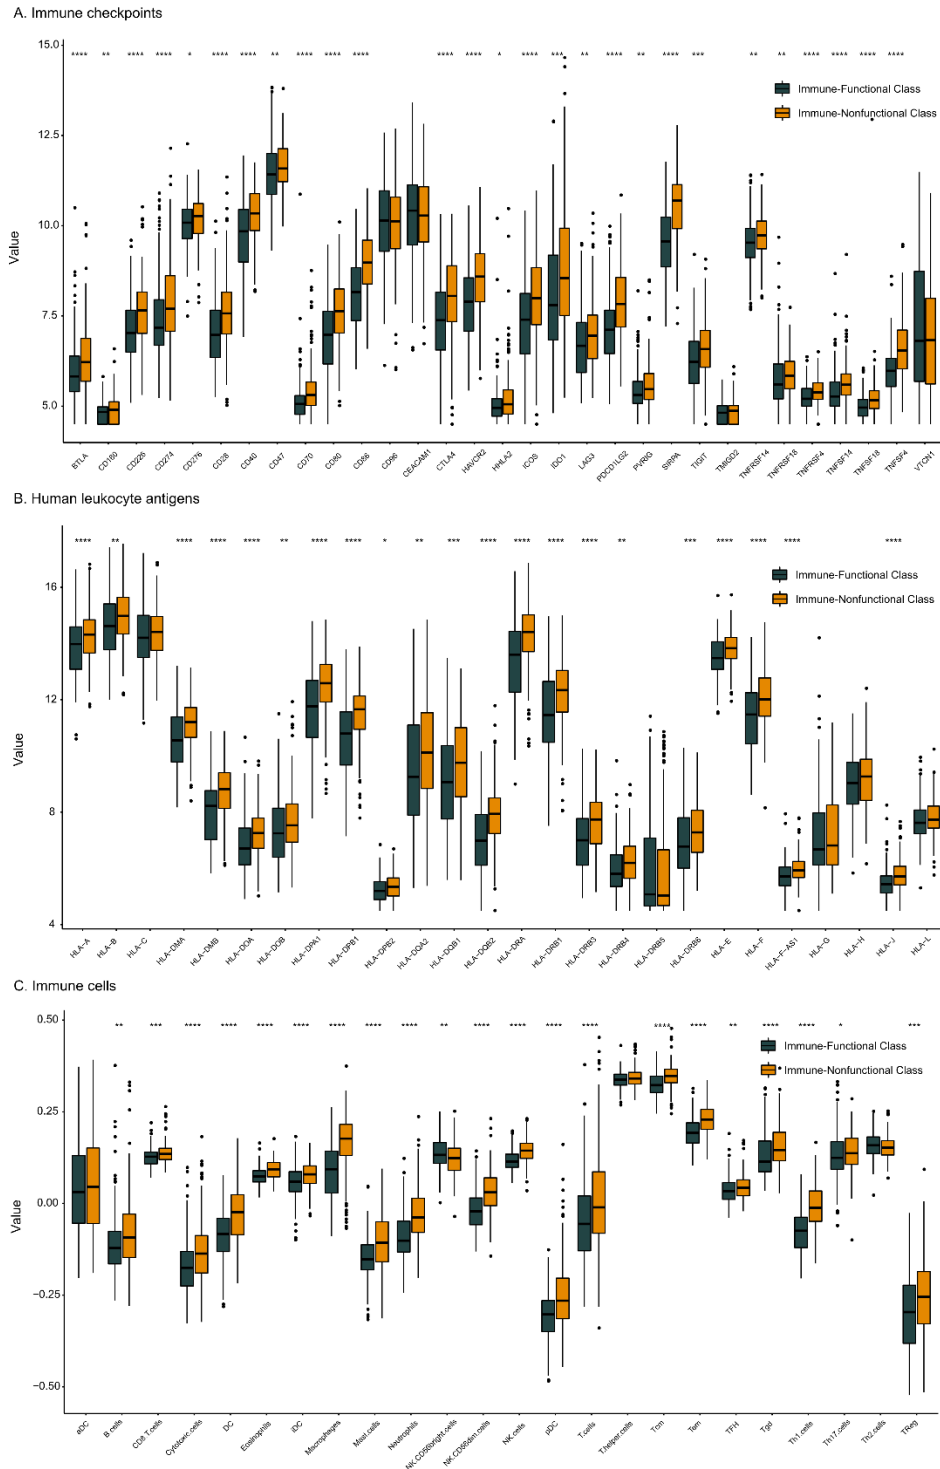 A. Immune checkpoints
**** ** **** **** * **** **** ** **** **** **** **** **** * **** *** ** **** ** **** *** ** ** **** **** **** ****
15.0
12.5
10.0
7.5
5.0
Value
Immune-Functional Class
Immune-Nonfunctional Class
BTLA CD160 CD226 CD274 CD276 CD28 CD40 CD47 CD70 CD80 CD86 CD96 CEACAM1 CTLA4 HAVCR2 HHLA2 ICOS IDO1 LAG3 PDCD1LG2 PVRIG SIRPA TIGIT TMIGD2 TNFRSF14 TNFRSF18 TNFRSF4 TNFSF14 TNFSF18 TNFSF4 VTCN1
B. Human leukocyte antigens
**** ** **** **** **** ** **** **** * ** *** **** **** **** **** ** *** **** **** **** ****
16
12
8
4
Value
Immune-Functional Class
Immune-Nonfunctional Class
HLA-A HLA-B HLA-C HLA-DMA HLA-DMB HLA-DOA HLA-DOB HLA-DPA1 HLA-DPB1 HLA-DPB2 HLA-DQA2 HLA-DQB1 HLA-DQB2 HLA-DRA HLA-DRB1 HLA-DRB3 HLA-DRB4 HLA-DRB5 HLA-DRB6 HLA-E HLA-F HLA-F-AS1 HLA-G HLA-H HLA-J HLA-L
C. Immune cells
** *** **** **** **** **** **** **** **** ** **** **** **** **** **** **** ** **** **** * ***
0.50
0.25
0.00
−0.25
−0.50
Value
Immune-Functional Class
Immune-Nonfunctional Class
aDC B.cells CD8.T.cells Cytotoxic.cells DC Eosinophils iDC Macrophages Mast.cells Neutrophils NK.CD56bright.cells NK.CD56dim.cells NK.cells pDC T.cells T.helper.cells Tcm Tem TFH Tgd Th1.cells Th17.cells Th2.cells TReg